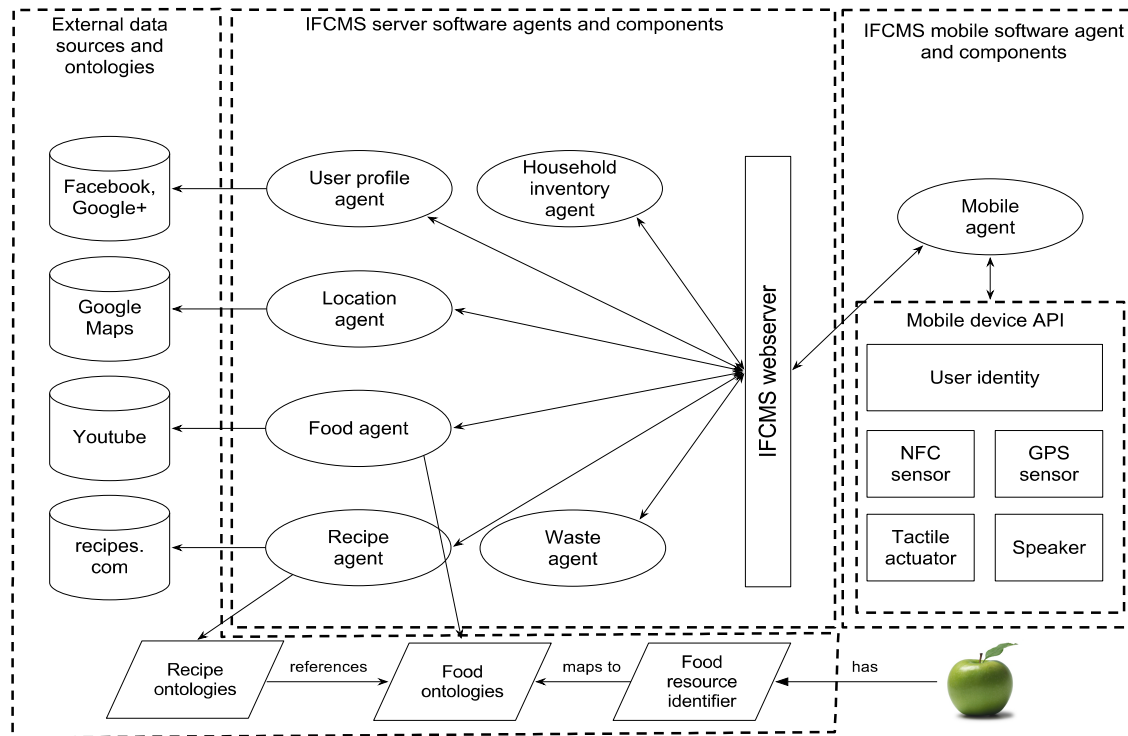 External data
sources and
ontologies
IFCMS server software agents and components
IFCMS mobile software agent
and components
Facebook,
Google+
User profile
agent
Household
inventory
agent
Mobile
agent
Google
Maps
Location
agent
IFCMS webserver
Mobile device API
User identity
Youtube
Food agent
NFC
sensor
GPS
sensor
recipes.
com
Recipe
agent
Waste
agent
Tactile
actuator
Speaker
Recipe
ontologies
references
Food
ontologies
maps to
Food
resource
identifier
has